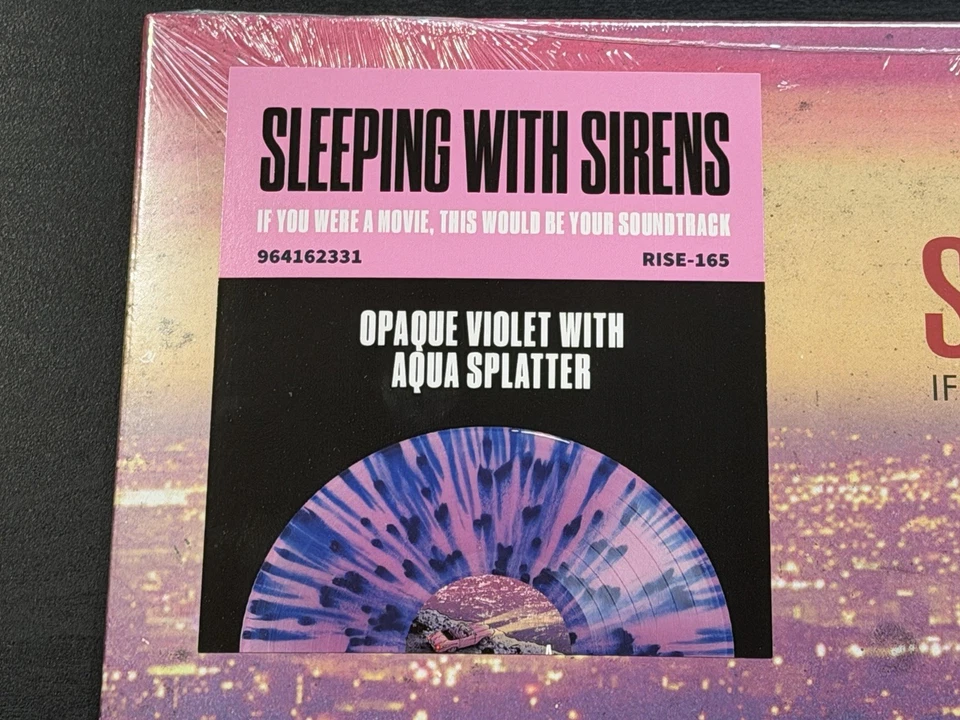 SLEEPING WITH SIRENS
IF YOU WERE A MOVIE, THIS WOULD BE YOUR SOUNDTRACK
964162331 RISE-165
OPAQUE VIOLET WITH
AQUA SPLATTER
A
S
IF